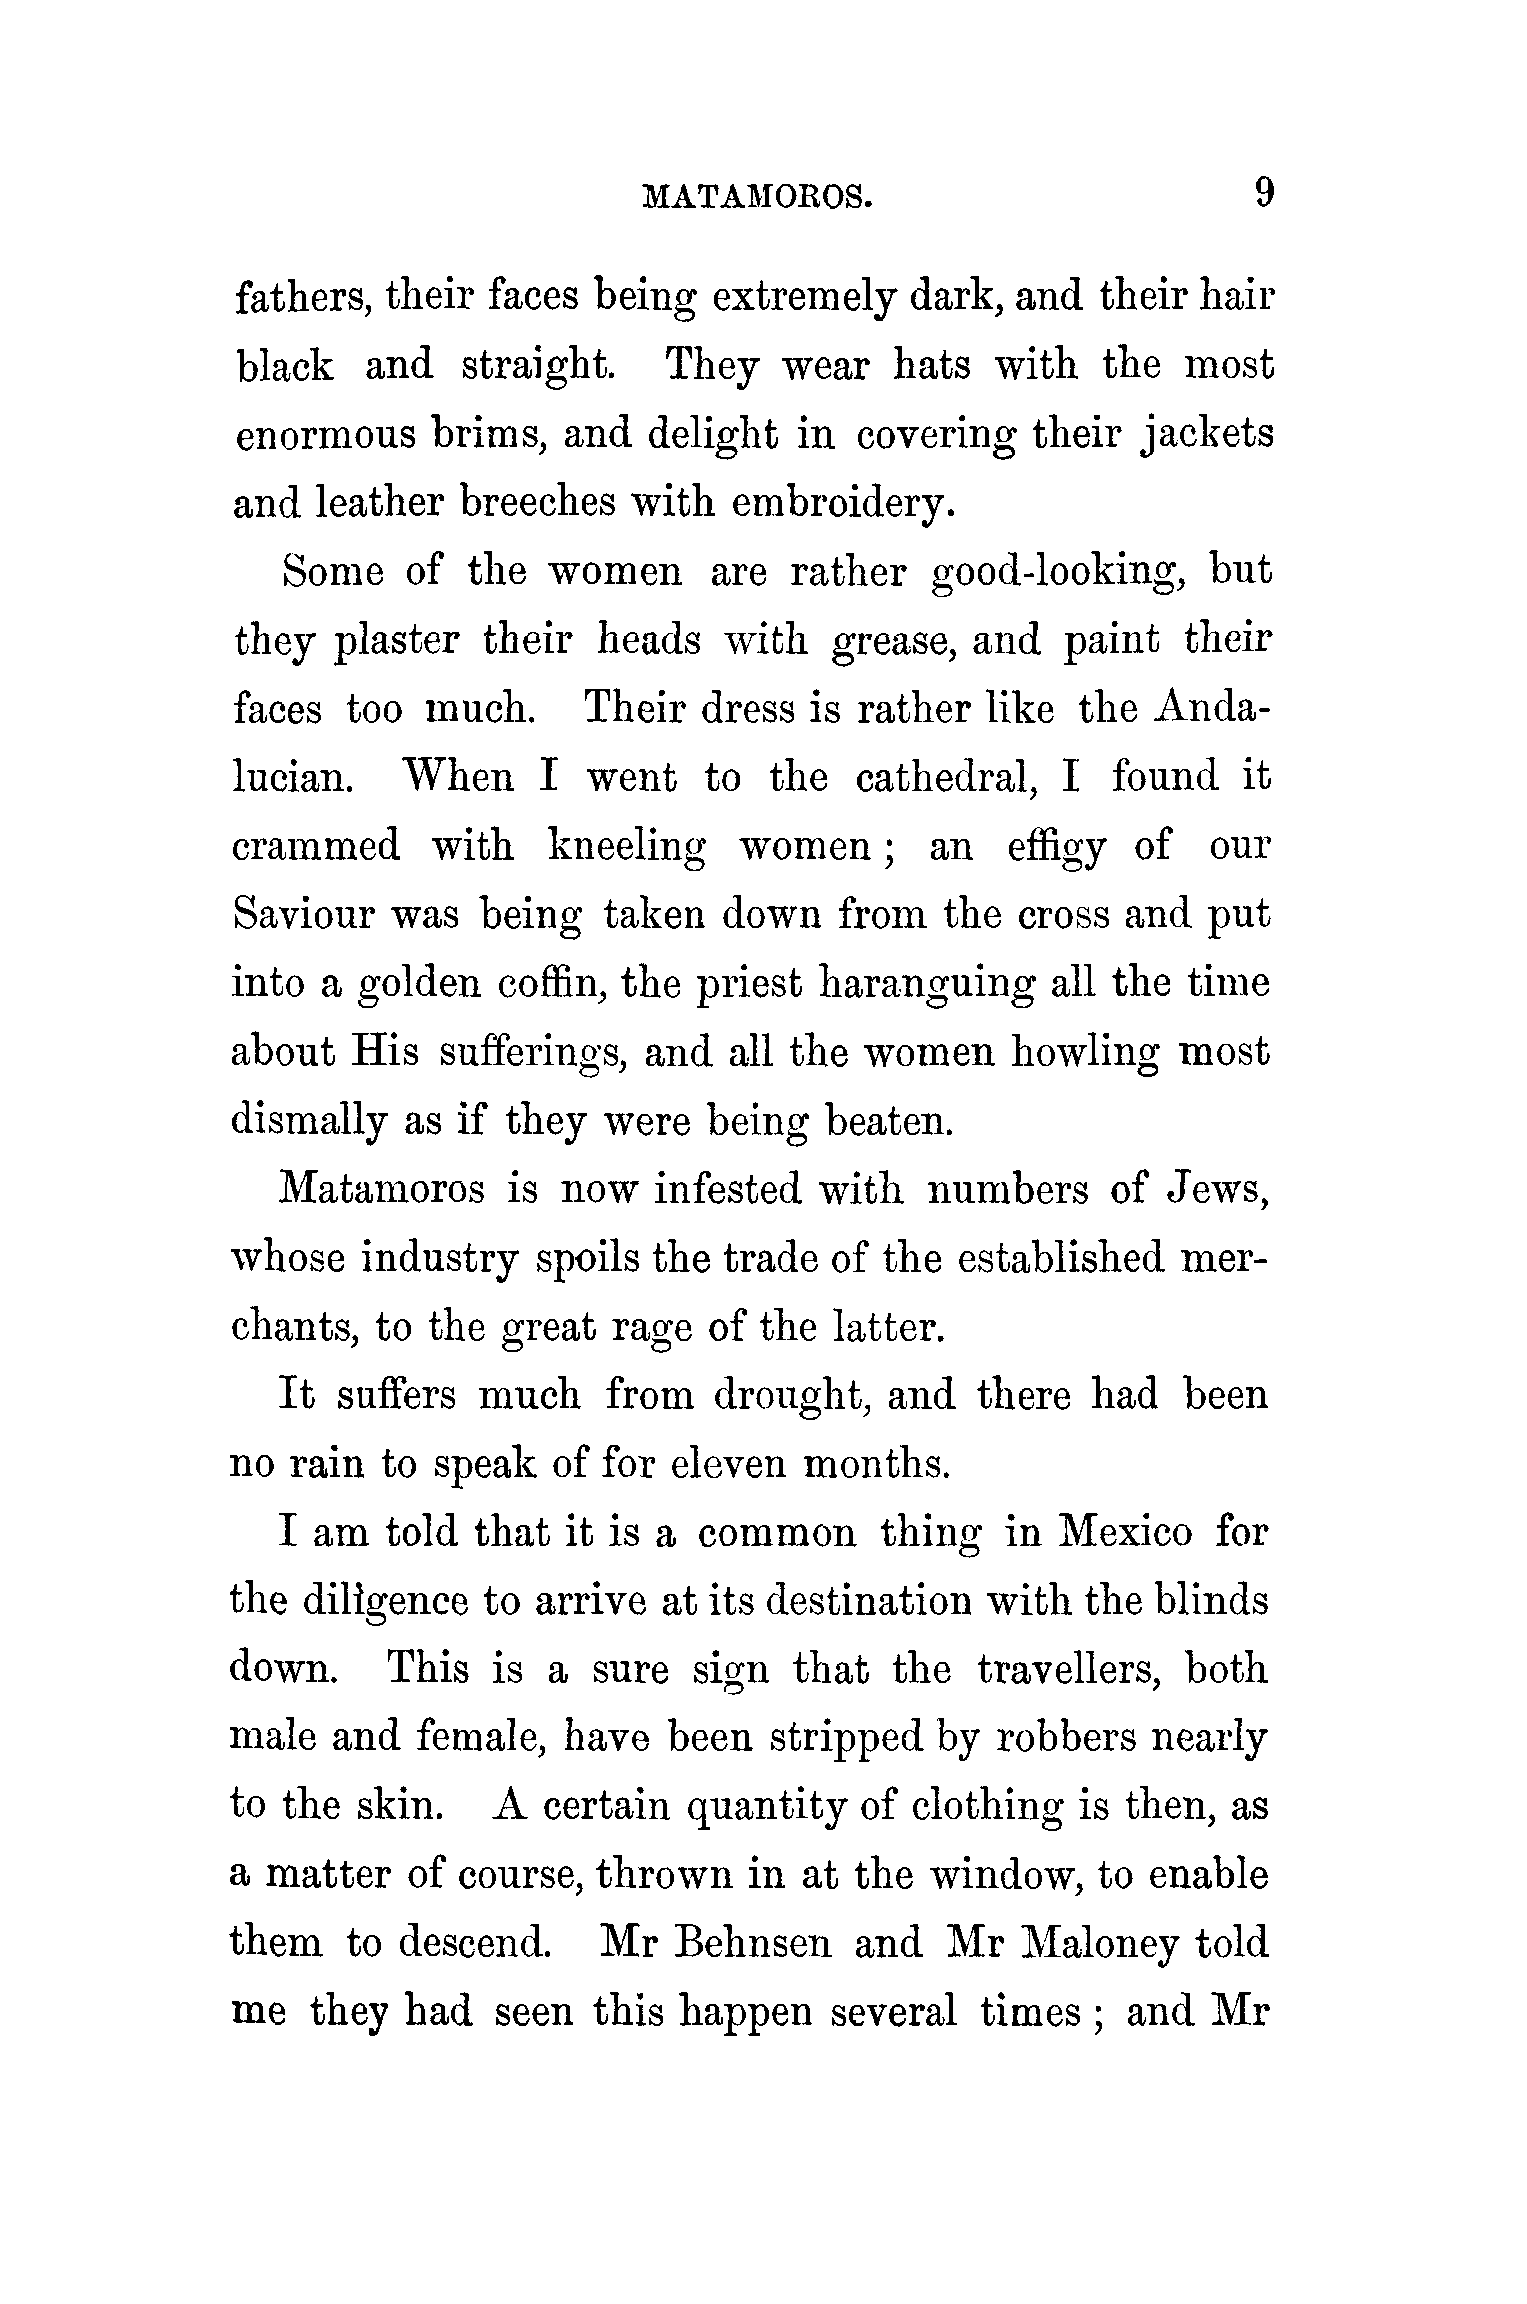 MATAMOROS. 9
fathers, their faces being extremely dark, and their hair
black and straight. They wear hats with the most
enormous brims, and delight in covering their jackets
and leather breeches with embroidery.
Some of the women are rather good-looking, but
they plaster their heads with grease, and paint their
faces too much. Their dress is rather like the Anda-
lucian. When I went to the cathedral, I found it
crammed with kneeling women ; an effigy of our
Saviour was being taken down from the cross and put
into a golden coffin, the priest haranguing all the time
about His sufferings, and all the women howling most
dismally as if they were being beaten.
Matamoros is now infested with numbers of Jews,
whose industry spoils the trade of the established mer-
chants, to the great rage of the latter.
It suffers much from drought, and there had been
no rain to speak of for eleven months.
I am told that it is a common thing in Mexico for
the diligence to arrive at its destination with the blinds
down. This is a sure sign that the travellers, both
male and female, have been stripped by robbers nearly
to the skin. A certain quantity of clothing is then, as
a matter of course, thrown in at the window, to enable
them to descend. Mr Behnsen and Mr Maloney told
me they had seen this happen several times ; and Mr